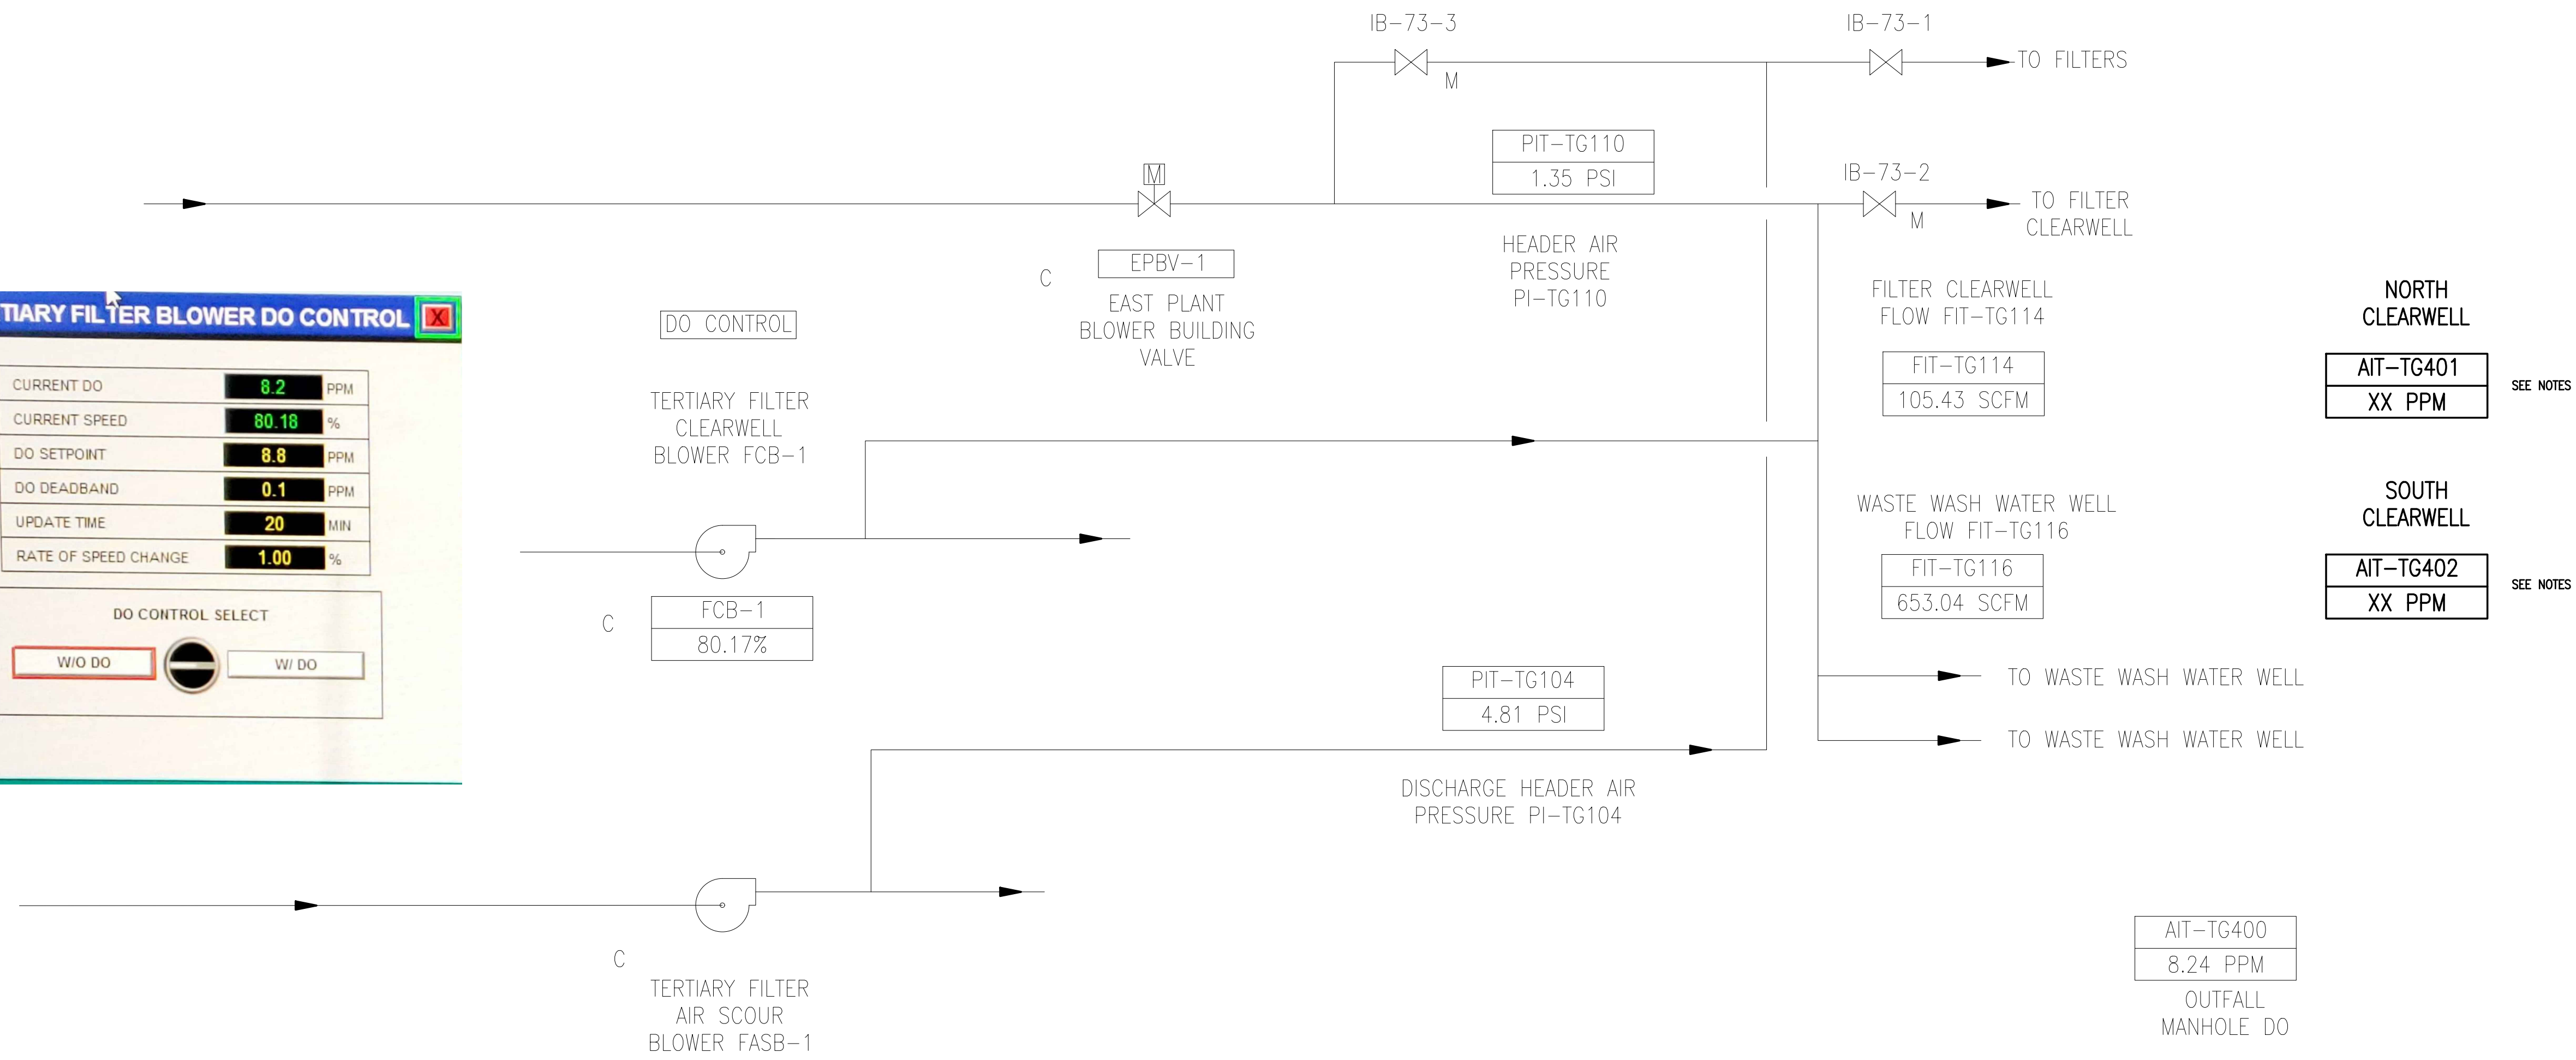 IB-73-3
IB-73-1
M
TO FILTERS
PIT-TG110
1.35 PSI
M
IB-73-2
M
TO FILTER
CLEARWELL
HEADER AIR
PRESSURE
PI-TG110
C
EPBV-1
EAST PLANT
BLOWER BUILDING
VALVE
FILTER CLEARWELL
FLOW FIT-TG114
FIT-TG114
105.43 SCFM
NORTH
CLEARWELL
AIT-TG401
XX PPM
SEE NOTES
TIARY FILTER BLOWER DO CONTROL X
CURRENT DO 8.2 PPM
CURRENT SPEED 80.18 %
DO SETPOINT 8.8 PPM
DO DEADBAND 0.1 PPM
UPDATE TIME 20 MIN
RATE OF SPEED CHANGE 1.00 %
DO CONTROL SELECT
W/O DO
W/ DO
DO CONTROL
TERTIARY FILTER
CLEARWELL
BLOWER FCB-1
C
FCB-1
80.17%
WASTE WASH WATER WELL
FLOW FIT-TG116
FIT-TG116
653.04 SCFM
SOUTH
CLEARWELL
AIT-TG402
XX PPM
SEE NOTES
TO WASTE WASH WATER WELL
TO WASTE WASH WATER WELL
PIT-TG104
4.81 PSI
DISCHARGE HEADER AIR
PRESSURE PI-TG104
C
TERTIARY FILTER
AIR SCOUR
BLOWER FASB-1
AIT-TG400
8.24 PPM
OUTFALL
MANHOLE DO